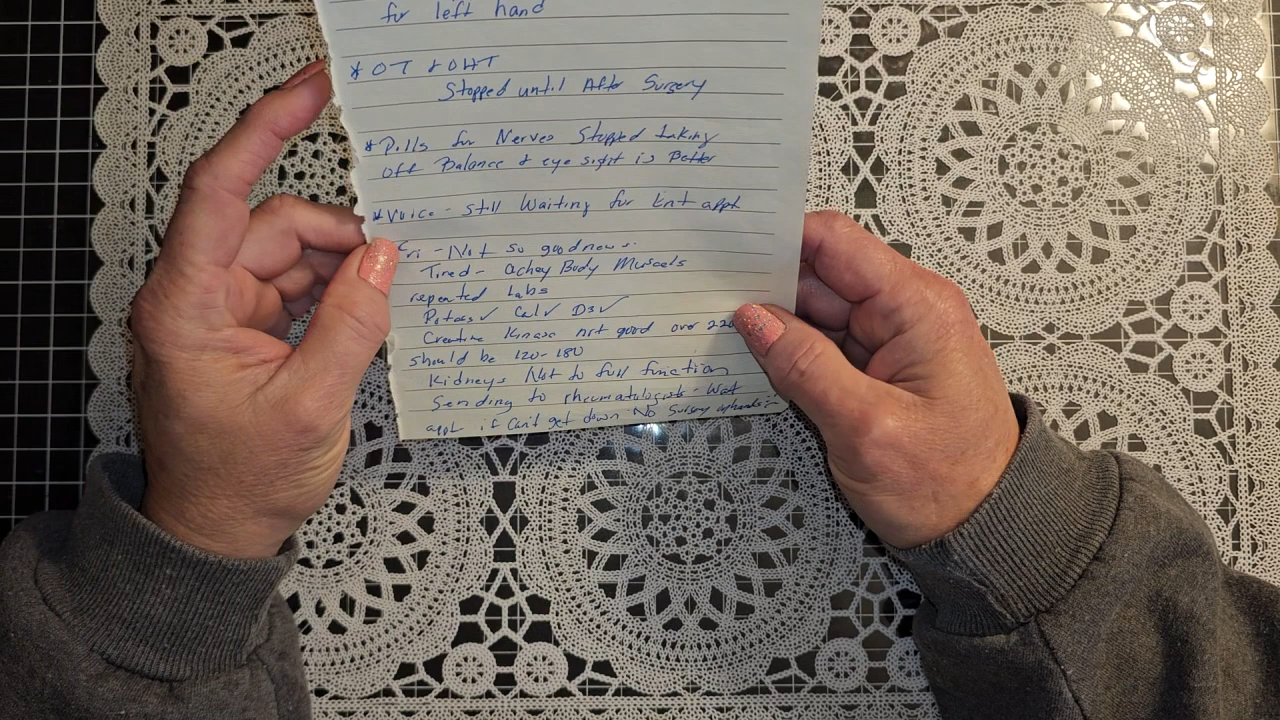 for left hand
* OT & OHT
Stopped until After Surgery
* Pills for Nerves Stopped taking
off Balance & eye sight is Better
* Voice - still Waiting for Ent appt
Fri - Not so good news.
Tired - achey Body Muscels
repeated Labs
Potass ✓ Cal ✓ D3 ✓
Creatine Kinase not good over 220
should be 120-180
Kidneys Not to full function
Sending to rheumatologists - Wait
appt if Can't get down No Surgery